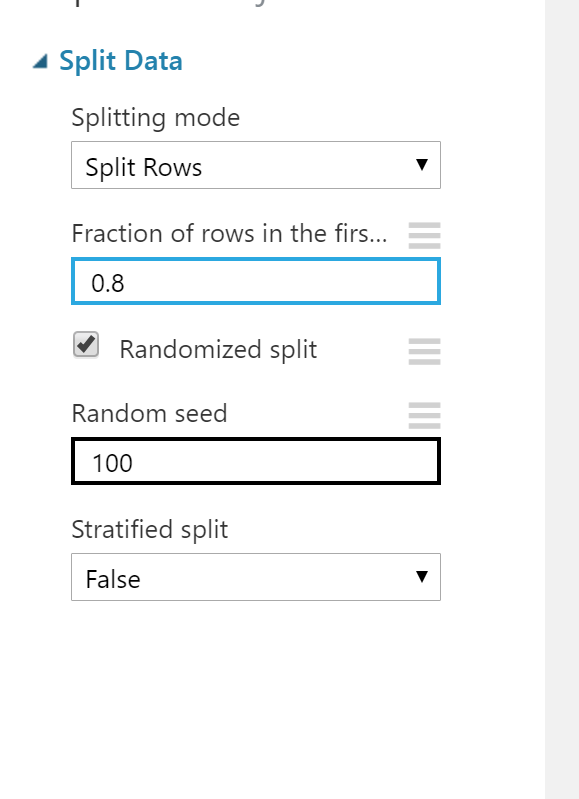 Split Data
Splitting mode
Split Rows
Fraction of rows in the firs...
0.8
Randomized split
Random seed
100
Stratified split
False